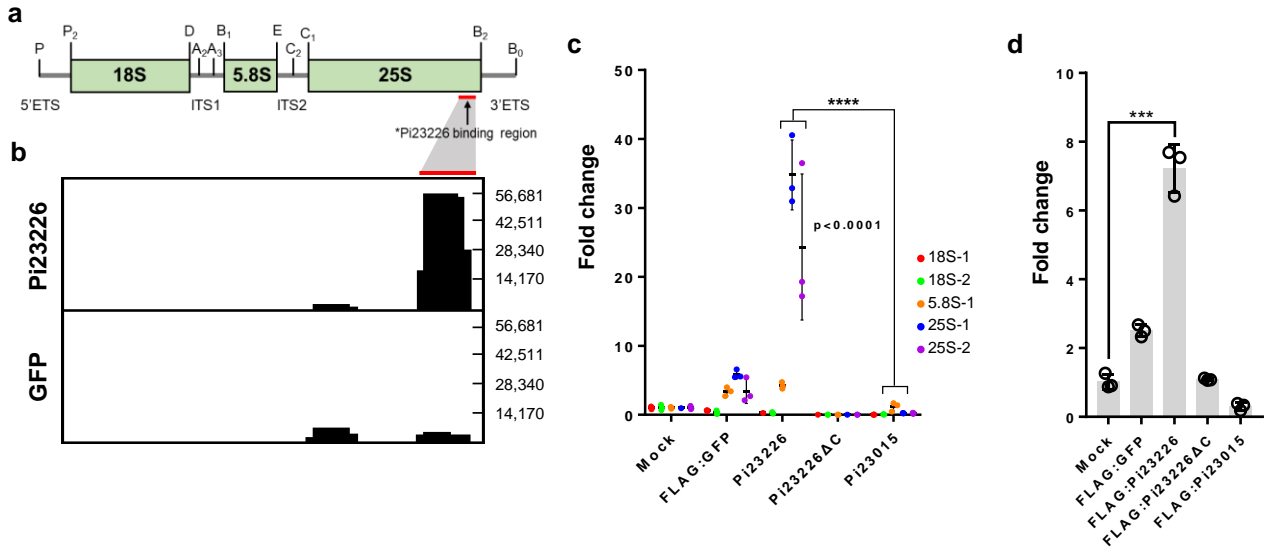 a
P P₂ D A₂ A₃ B₁ E C₂ C₁ B₂ B₀
18S 5.8S 25S
5'ETS ITS1 ITS2 3'ETS
*Pi23226 binding region
b
Pi23226
56,681
42,511
28,340
14,170
GFP
56,681
42,511
28,340
14,170
c
Fold change
50
40
30
20
10
0
****
p<0.0001
18S-1
18S-2
5.8S-1
25S-1
25S-2
Mock
FLAG:GFP
Pi23226
Pi23226ΔC
Pi23015
d
Fold change
10
8
6
4
2
0
***
Mock
FLAG:GFP
FLAG:Pi23226
FLAG:Pi23226ΔC
FLAG:Pi23015